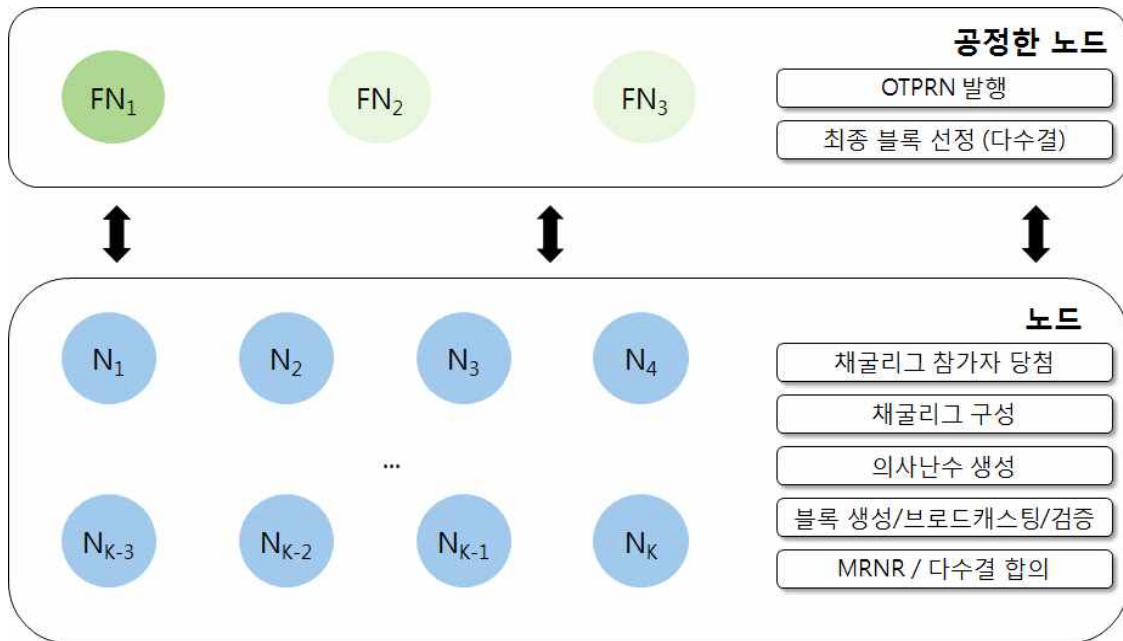 공정한 노드
FN1 FN2 FN3
OTPRN 발행
최종 블록 선정 (다수결)
노드
N1 N2 N3 N4
채굴리그 참가자 당첨
채굴리그 구성
...
의사난수 생성
NK-3 NK-2 NK-1 NK
블록 생성/브로드캐스팅/검증
MRNR / 다수결 합의